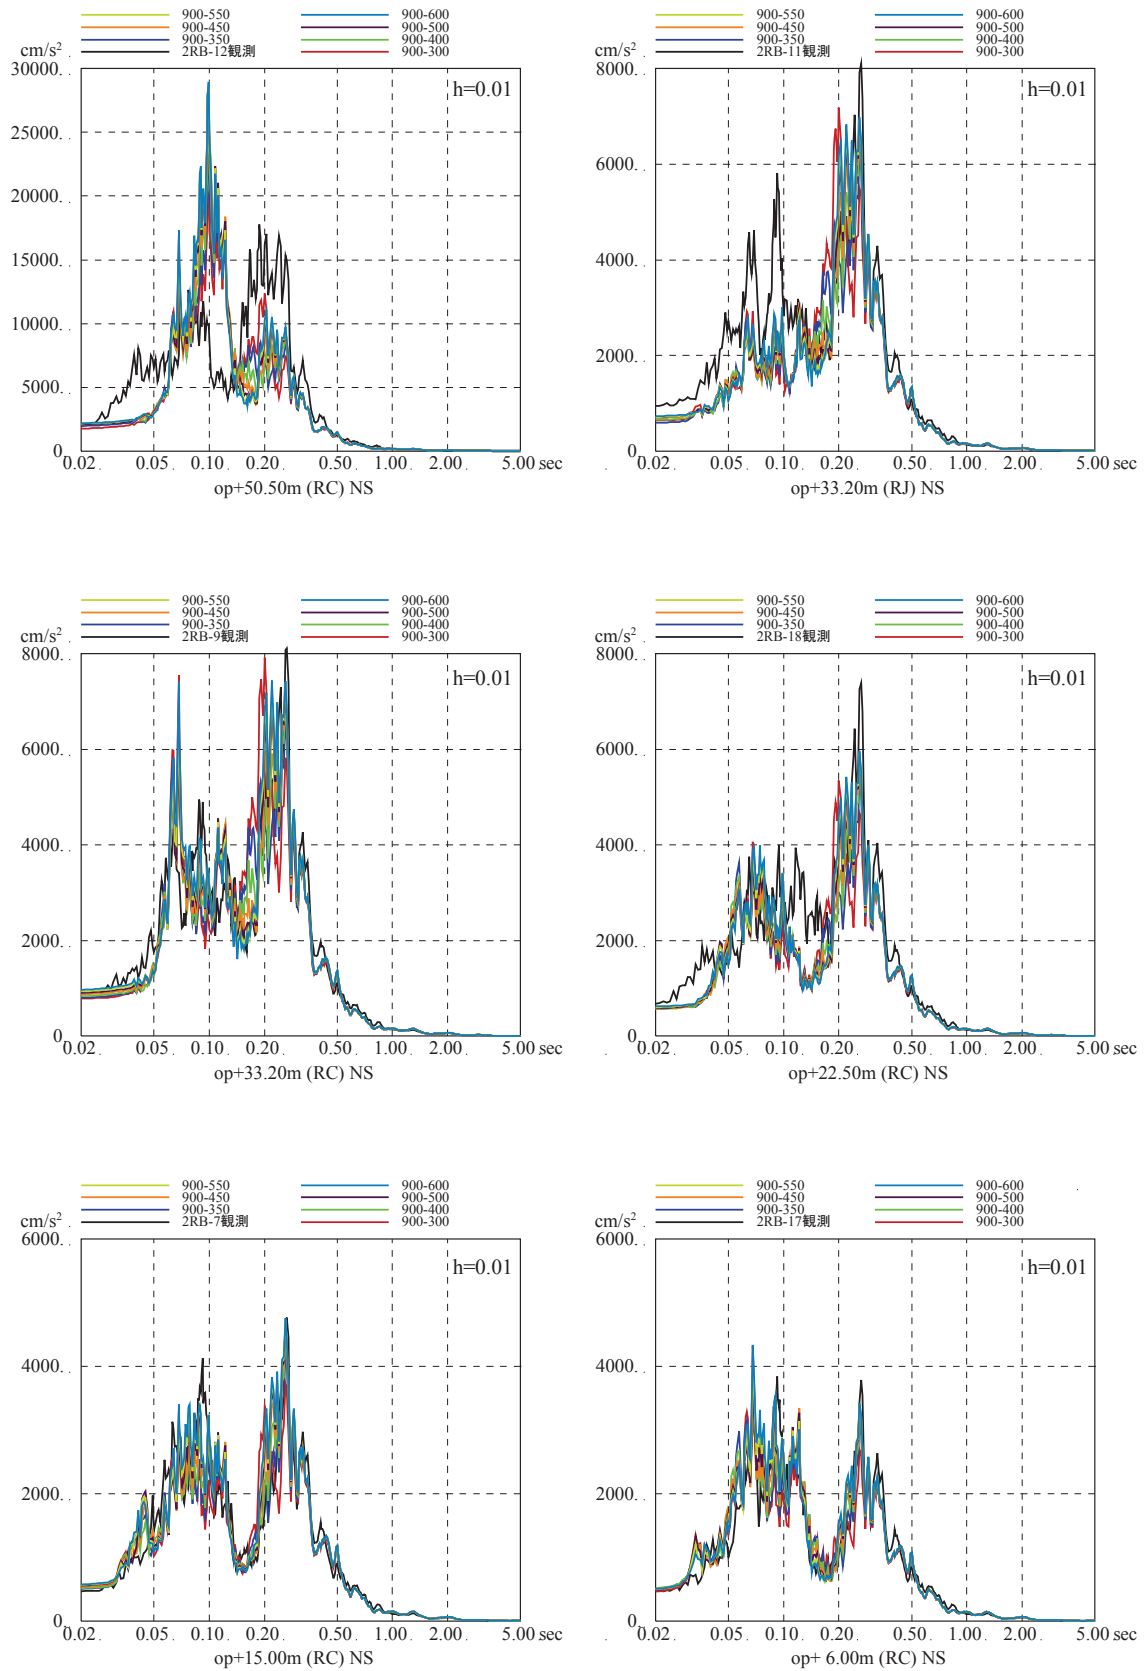 900-550 900-600
900-450 900-500
900-350 900-400
cm/s² 2RB-12観測 900-300
30000.
h=0.01
25000.
20000.
15000.
10000.
5000.
0.
0.02 0.05 0.10 0.20 0.50 1.00 2.00 5.00 sec
op+50.50m (RC) NS
900-550 900-600
900-450 900-500
900-350 900-400
cm/s² 2RB-11観測 900-300
8000.
h=0.01
6000.
4000.
2000.
0.
0.02 0.05 0.10 0.20 0.50 1.00 2.00 5.00 sec
op+33.20m (RJ) NS
900-550 900-600
900-450 900-500
900-350 900-400
cm/s² 2RB-9観測 900-300
8000.
h=0.01
6000.
4000.
2000.
0.
0.02 0.05 0.10 0.20 0.50 1.00 2.00 5.00 sec
op+33.20m (RC) NS
900-550 900-600
900-450 900-500
900-350 900-400
cm/s² 2RB-18観測 900-300
8000.
h=0.01
6000.
4000.
2000.
0.
0.02 0.05 0.10 0.20 0.50 1.00 2.00 5.00 sec
op+22.50m (RC) NS
900-550 900-600
900-450 900-500
900-350 900-400
cm/s² 2RB-7観測 900-300
6000.
h=0.01
4000.
2000.
0.
0.02 0.05 0.10 0.20 0.50 1.00 2.00 5.00 sec
op+15.00m (RC) NS
900-550 900-600
900-450 900-500
900-350 900-400
cm/s² 2RB-17観測 900-300
6000.
h=0.01
4000.
2000.
0.
0.02 0.05 0.10 0.20 0.50 1.00 2.00 5.00 sec
op+ 6.00m (RC) NS